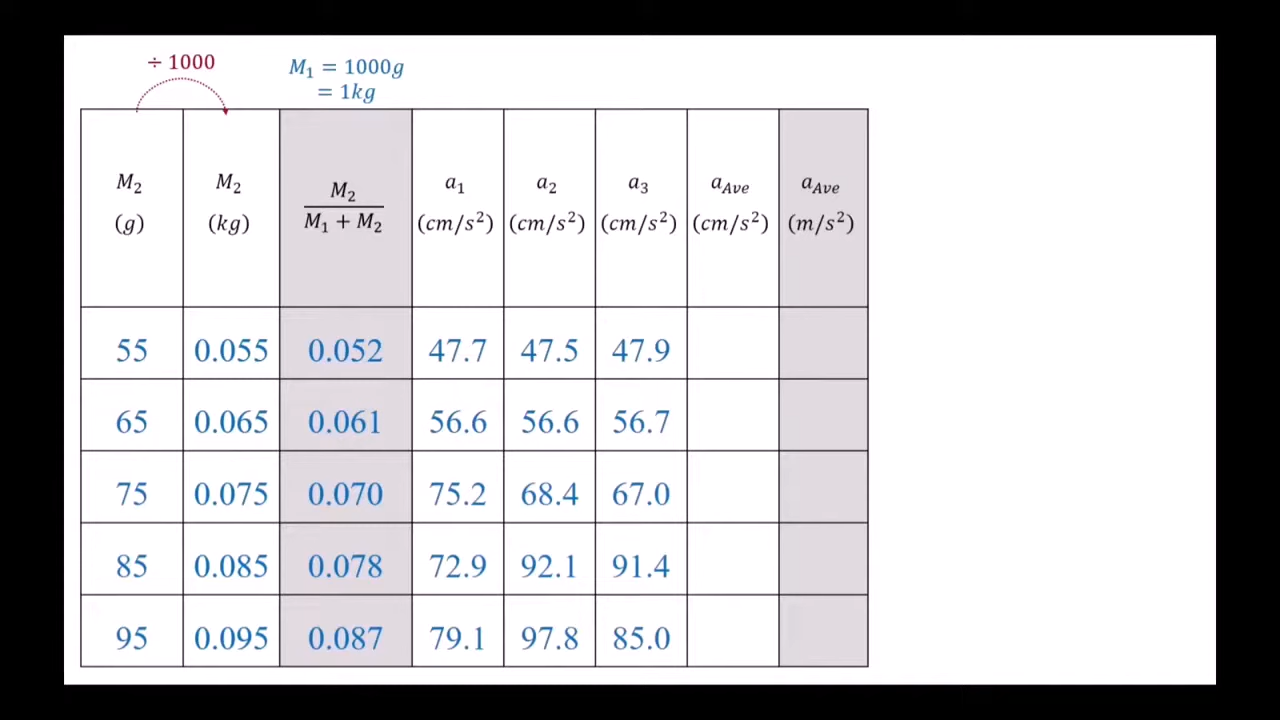 ÷ 1000
M₁ = 1000g
= 1kg
M₂ (g) M₂ (kg) M₂/(M₁ + M₂) a₁ (cm/s²) a₂ (cm/s²) a₃ (cm/s²) a_Ave (cm/s²) a_Ave (m/s²)
55 0.055 0.052 47.7 47.5 47.9
65 0.065 0.061 56.6 56.6 56.7
75 0.075 0.070 75.2 68.4 67.0
85 0.085 0.078 72.9 92.1 91.4
95 0.095 0.087 79.1 97.8 85.0